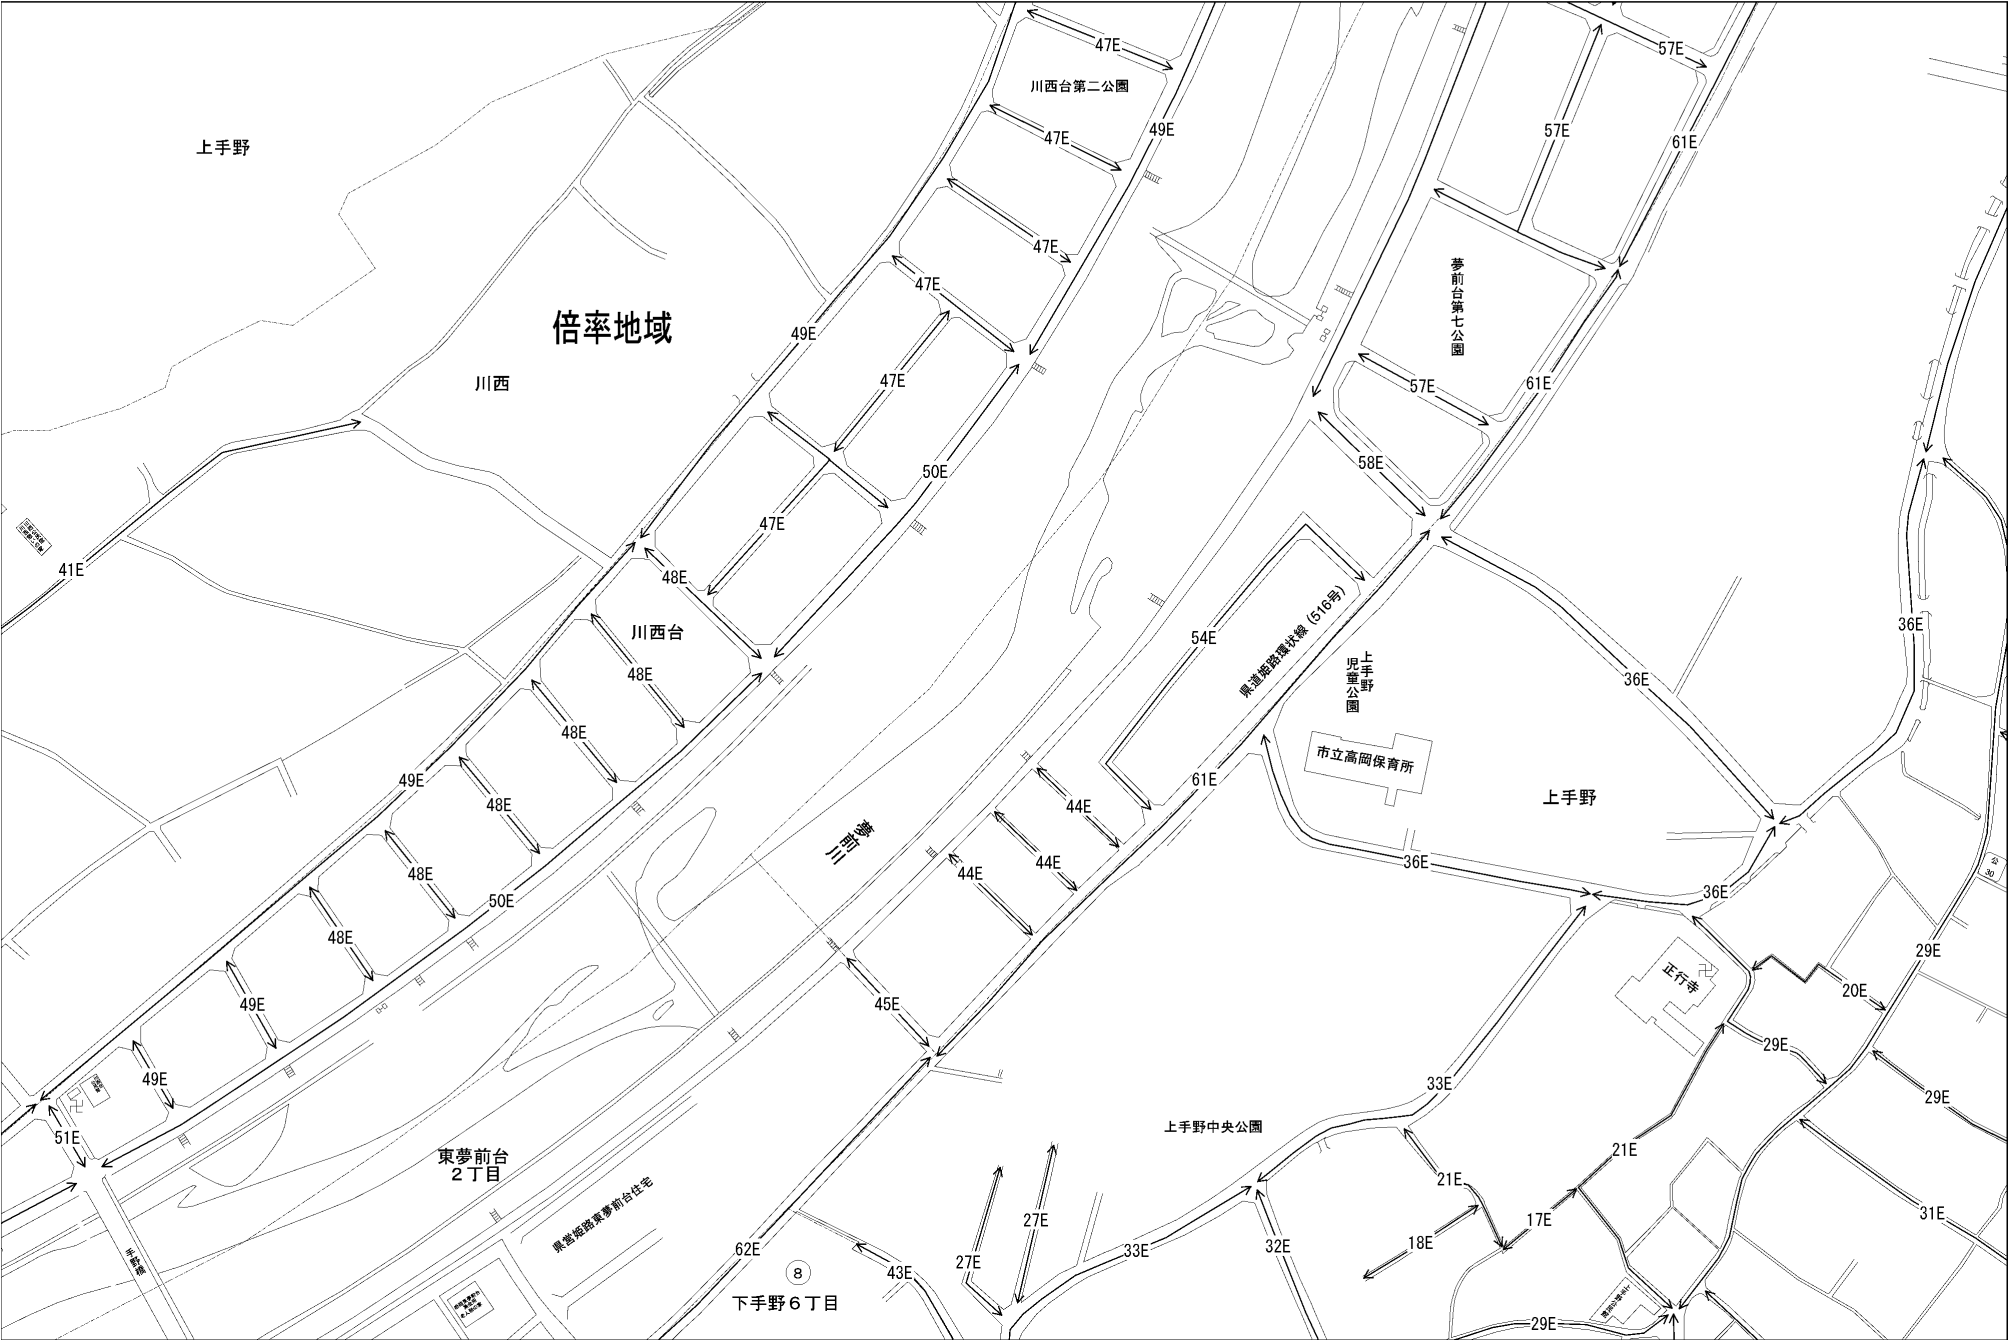 47E
57E
川西台第二公園
49E
57E
47E
61E
上手野
47E
夢前台第七公園
47E
倍率地域
49E
47E
川西
57E
61E
58E
50E
47E
41E
48E
県道姫路環状線（516号）
54E
36E
川西台
上手野
児童公園
48E
36E
48E
市立高岡保育所
49E
61E
上手野
48E
44E
夢前川
44E
36E
公
30
48E
44E
36E
50E
48E
29E
正行寺
20E
49E
45E
29E
49E
33E
29E
51E
上手野中央公園
東夢前台
２丁目
21E
21E
31E
県営姫路東夢前台住宅
27E
17E
手野橋
62E
33E
32E
18E
27E
43E
8
下手野６丁目
29E